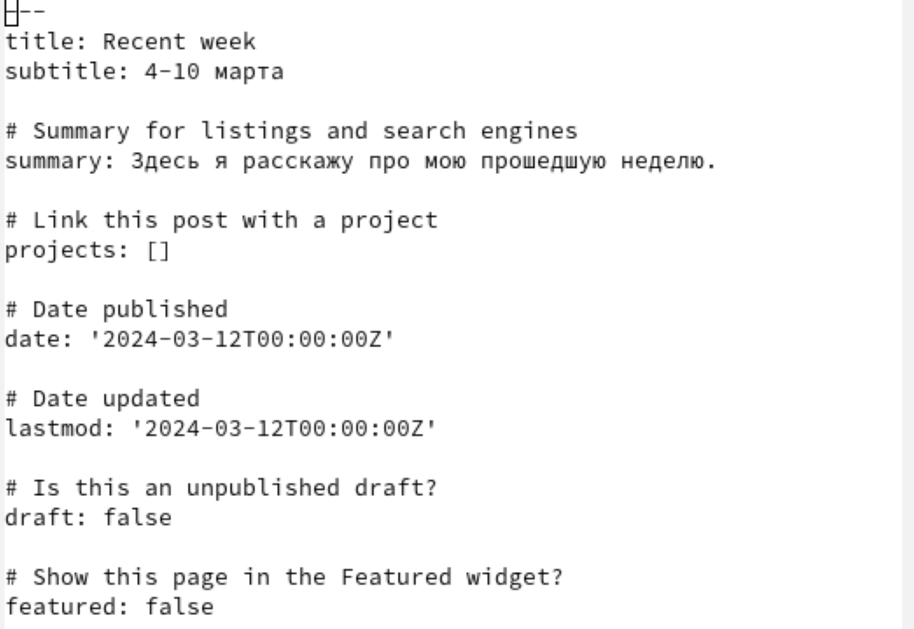 ---
title: Recent week
subtitle: 4-10 марта
# Summary for listings and search engines
summary: Здесь я расскажу про мою прошедшую неделю.
# Link this post with a project
projects: []
# Date published
date: '2024-03-12T00:00:00Z'
# Date updated
lastmod: '2024-03-12T00:00:00Z'
# Is this an unpublished draft?
draft: false
# Show this page in the Featured widget?
featured: false